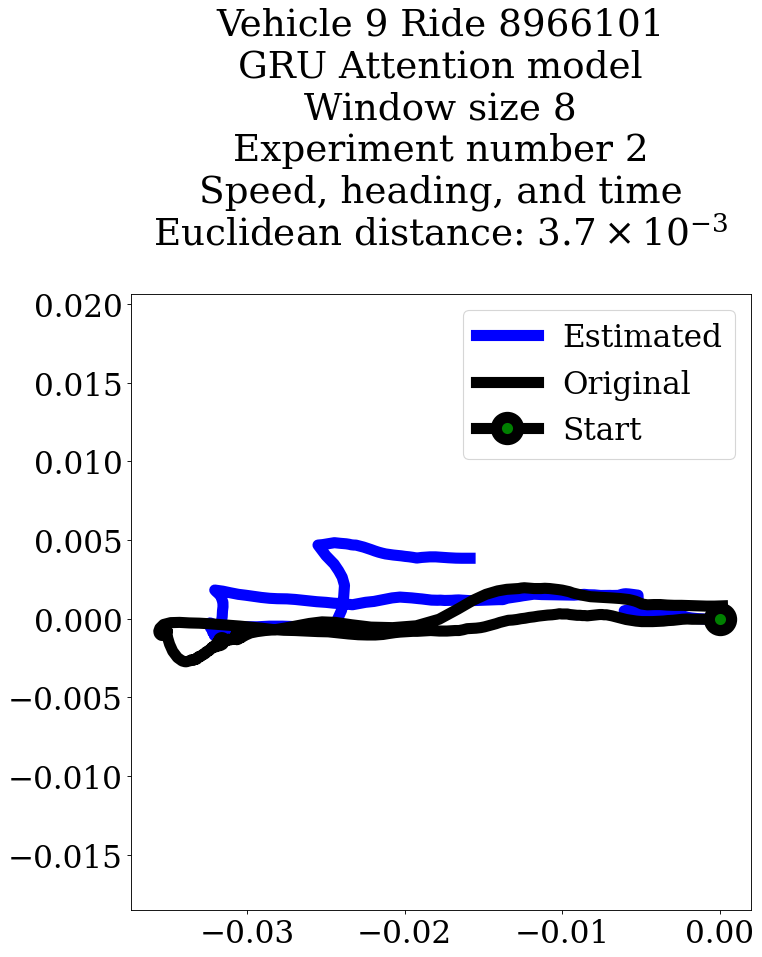 Vehicle 9 Ride 8966101
GRU Attention model
Window size 8
Experiment number 2
Speed, heading, and time
Euclidean distance: 3.7 × 10⁻³
0.020
0.015
0.010
0.005
0.000
−0.005
−0.010
−0.015
Estimated
Original
Start
−0.03
−0.02
−0.01
0.00